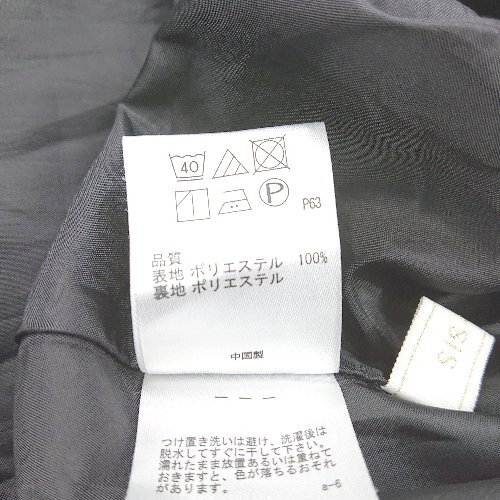 40
P
P63
品質
表地 ポリエステル 100%
裏地 ポリエステル
中国製
S/S
つけ置き洗いは避け、洗濯後は
脱水してすぐに干して下さい。
濡れたまま放置あるいは重ねて
おきますと、色が落ちるおそれ
があります。 a-6